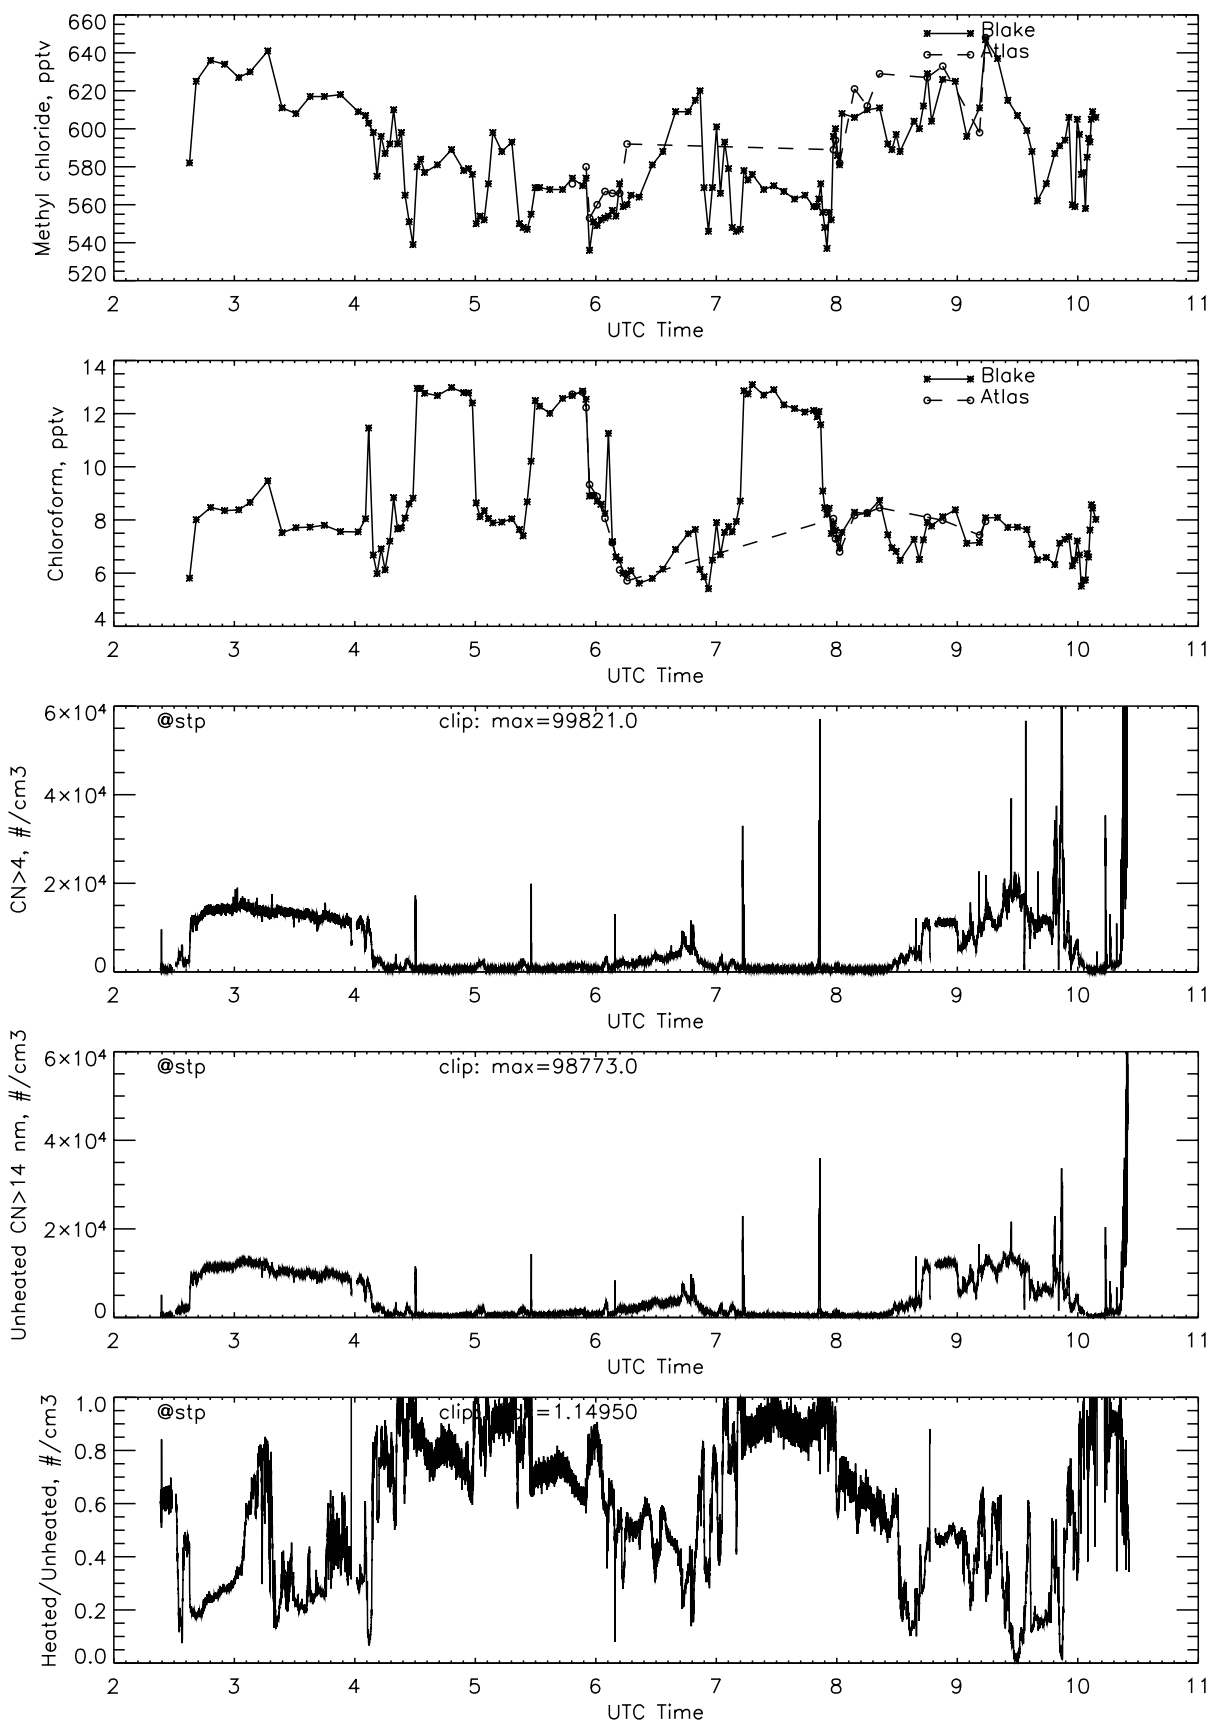 Methyl chloride, pptv
660
640
620
600
580
560
540
520
Blake
Atlas
2 3 4 5 6 7 8 9 10 11
UTC Time
Chloroform, pptv
14
12
10
8
6
4
Blake
Atlas
2 3 4 5 6 7 8 9 10 11
UTC Time
CN>4, #/cm3
6×10⁴
4×10⁴
2×10⁴
0
@stp clip: max=99821.0
2 3 4 5 6 7 8 9 10 11
UTC Time
Unheated CN>14 nm, #/cm3
6×10⁴
4×10⁴
2×10⁴
0
@stp clip: max=98773.0
2 3 4 5 6 7 8 9 10 11
UTC Time
Heated/Unheated, #/cm3
1.0
0.8
0.6
0.4
0.2
0.0
@stp clip =1.14950
2 3 4 5 6 7 8 9 10 11
UTC Time